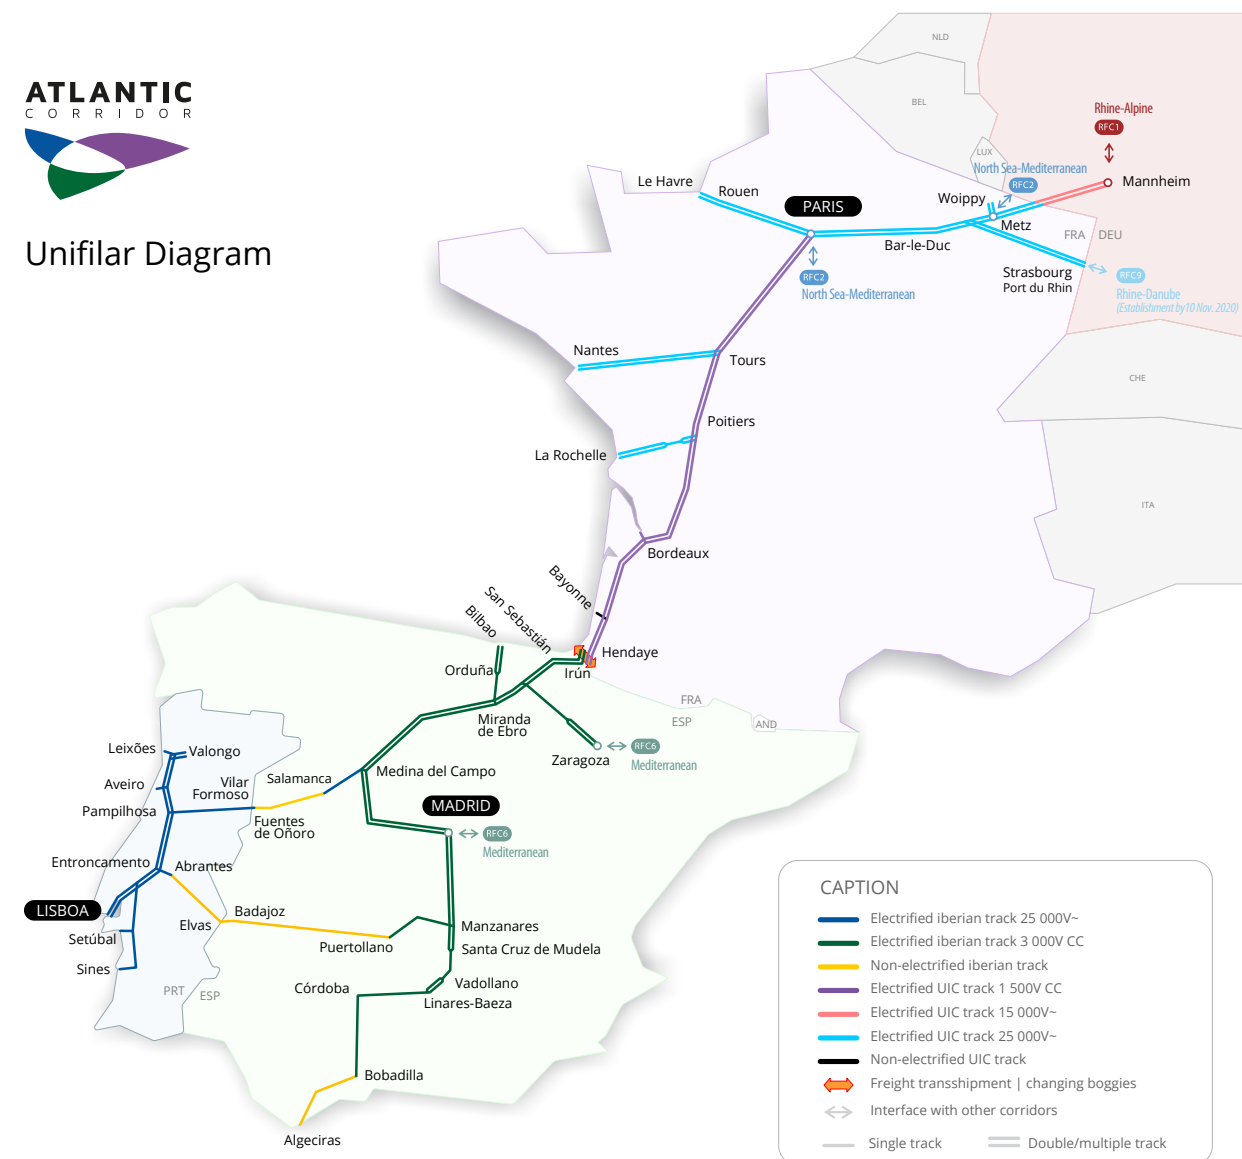 ATLANTIC
CORRIDOR
Unifilar Diagram
NLD
BEL
LUX
Rhine-Alpine
RFC1
North Sea-Mediterranean
RFC2
Mannheim
Le Havre
Rouen
PARIS
Woippy
Metz
Bar-le-Duc
FRA
DEU
Strasbourg
Port du Rhin
RFC9
Rhine-Danube
(Establishment by 10 Nov. 2020)
RFC2
North Sea-Mediterranean
Nantes
Tours
CHE
Poitiers
La Rochelle
ITA
Bordeaux
Bayonne
San Sebastián
Bilbao
Hendaye
Irún
Orduña
FRA
ESP
AND
Miranda
de Ebro
Zaragoza
RFC6
Mediterranean
Leixões
Valongo
Aveiro
Vilar
Formoso
Salamanca
Medina del Campo
Pampilhosa
Fuentes
de Oñoro
MADRID
RFC6
Mediterranean
Entroncamento
Abrantes
LISBOA
Setúbal
Sines
Elvas
Badajoz
Puertollano
Manzanares
Santa Cruz de Mudela
PRT
ESP
Córdoba
Vadollano
Linares-Baeza
Bobadilla
Algeciras
CAPTION
Electrified iberian track 25 000V~
Electrified iberian track 3 000V CC
Non-electrified iberian track
Electrified UIC track 1 500V CC
Electrified UIC track 15 000V~
Electrified UIC track 25 000V~
Non-electrified UIC track
Freight transshipment | changing boggies
Interface with other corridors
Single track
Double/multiple track